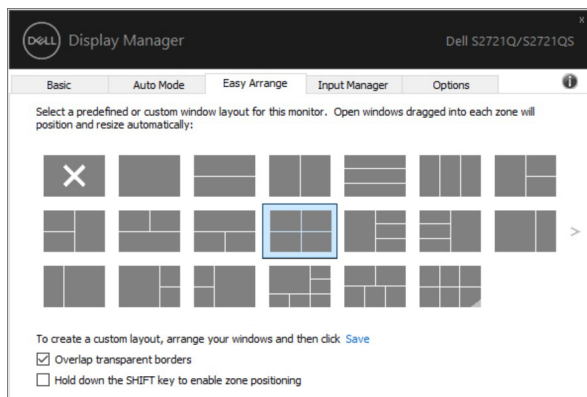 x
DELL Display Manager Dell S2721Q/S2721QS
Basic Auto Mode Easy Arrange Input Manager Options
Select a predefined or custom window layout for this monitor. Open windows dragged into each zone will
position and resize automatically:
>
To create a custom layout, arrange your windows and then click Save
Overlap transparent borders
Hold down the SHIFT key to enable zone positioning